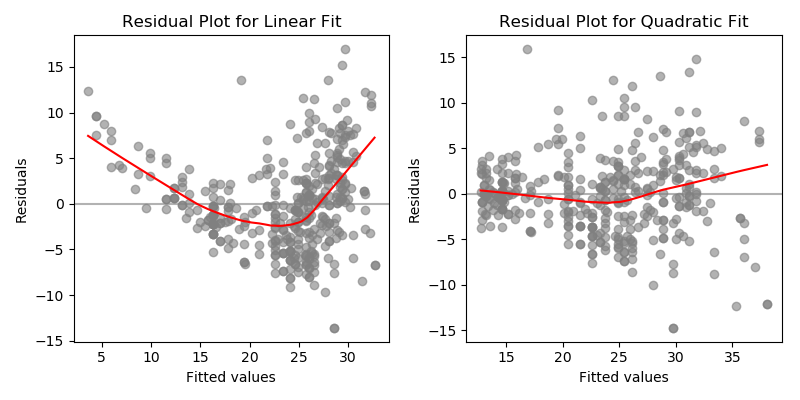 Residual Plot for Linear Fit
Residuals
15
10
5
0
−5
−10
−15
5 10 15 20 25 30
Fitted values
Residual Plot for Quadratic Fit
Residuals
15
10
5
0
−5
−10
−15
15 20 25 30 35
Fitted values